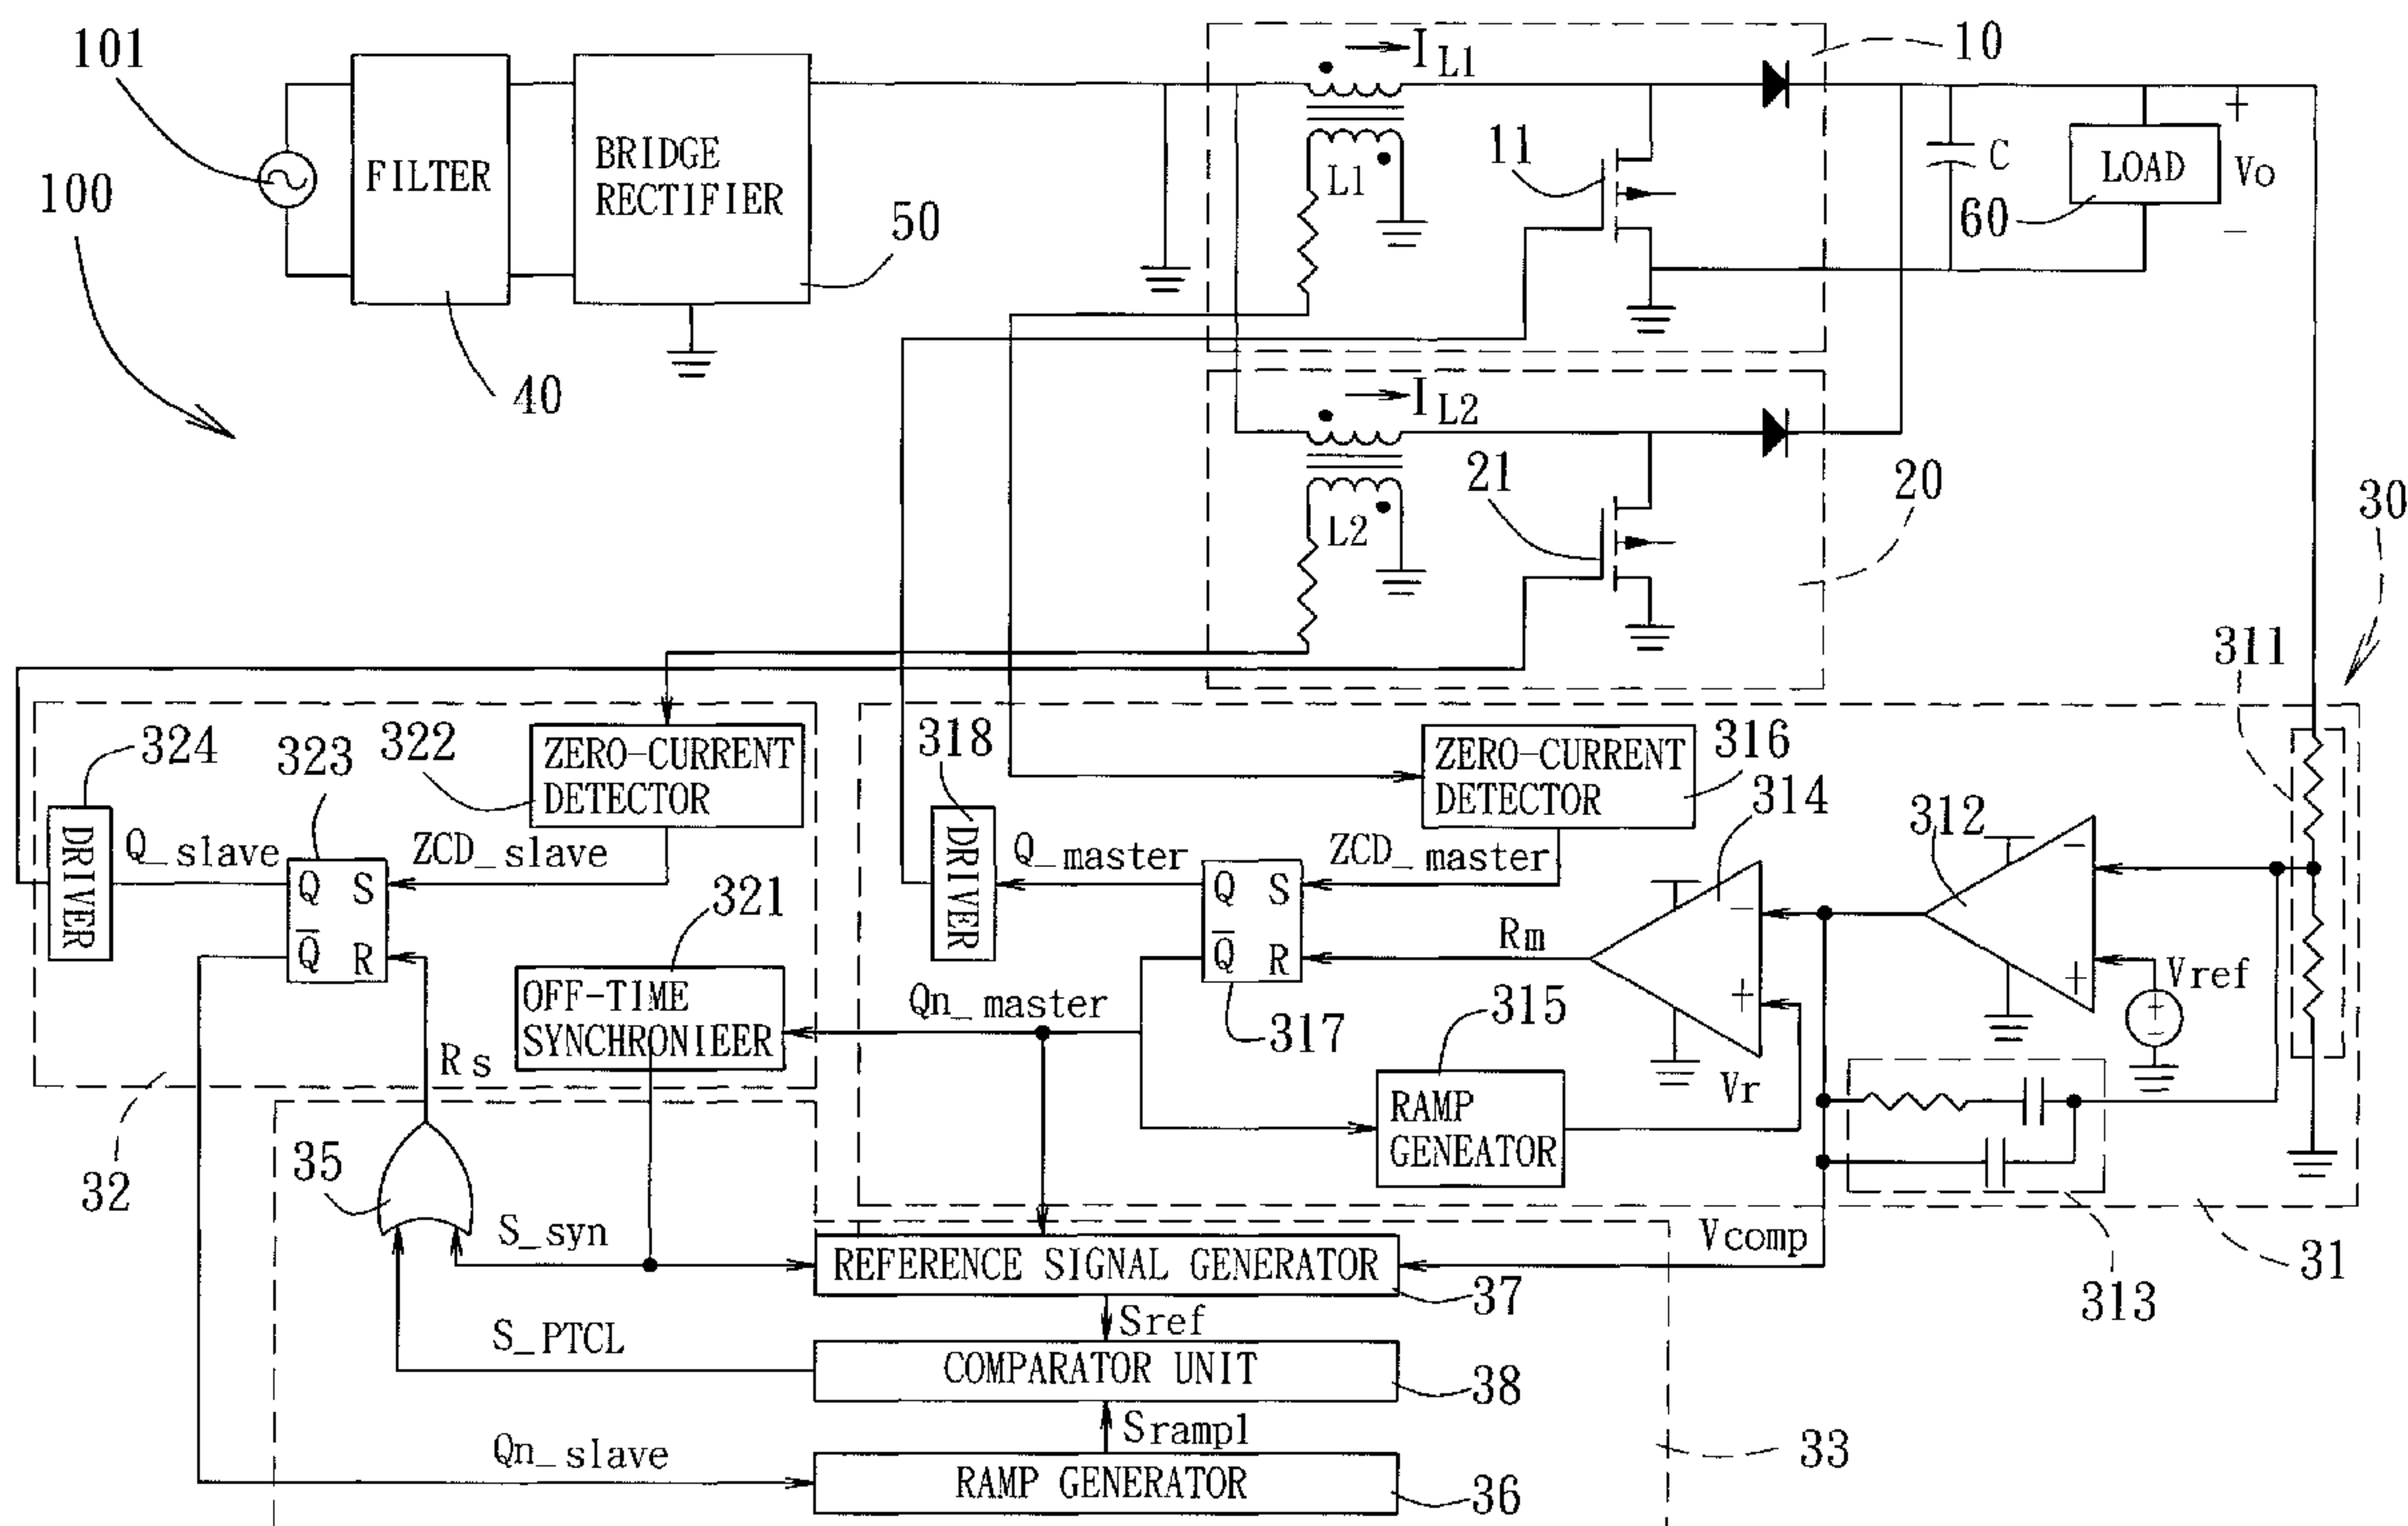 101
100
FILTER
40
BRIDGE
RECTIFIER
50
I L1
10
L1
11
C
LOAD
60
+
Vo
−
I L2
L2
21
20
30
311
324
323
322
ZERO-CURRENT
DETECTOR
318
ZERO-CURRENT
DETECTOR
316
314
312
DRIVER
Q_slave
Q S
Q̅ R
ZCD_slave
321
OFF-TIME
SYNCHRONIEER
DRIVER
Q_master
Q S
Q̅ R
ZCD_master
Rm
−
+
−
+
Vref
+
−
Qn_master
317
315
RAMP
GENEATOR
Vr
Rs
32
35
S_syn
REFERENCE SIGNAL GENERATOR
37
Vcomp
31
313
Sref
S_PTCL
COMPARATOR UNIT
38
Sramp1
Qn_slave
RAMP GENERATOR
36
33